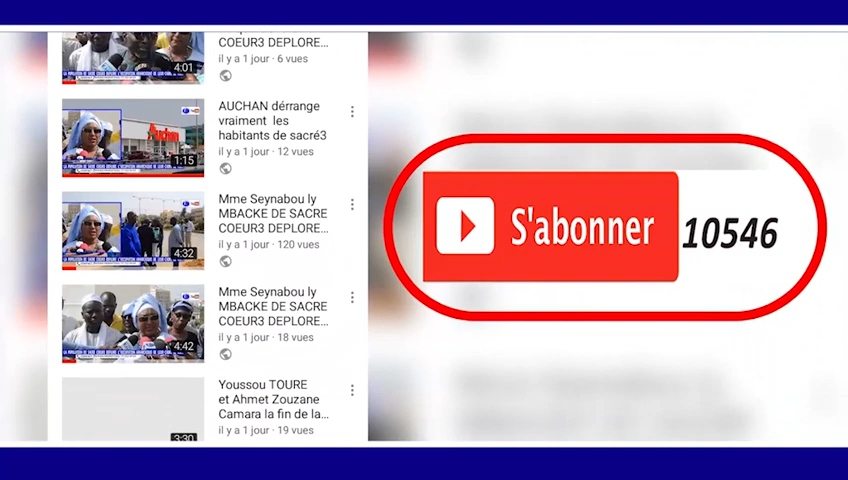 COEUR3 DEPLORE...
il y a 1 jour · 6 vues
4:01
AUCHAN dérrange
vraiment les
habitants de sacré3
il y a 1 jour · 12 vues
Auchan
1:15
Mme Seynabou ly
MBACKE DE SACRE
COEUR3 DEPLORE...
il y a 1 jour · 120 vues
4:32
Mme Seynabou ly
MBACKE DE SACRE
COEUR3 DEPLORE...
il y a 1 jour · 18 vues
4:42
Youssou TOURE
et Ahmet Zouzane
Camara la fin de la...
il y a 1 jour · 19 vues
3:30
S'abonner
10546